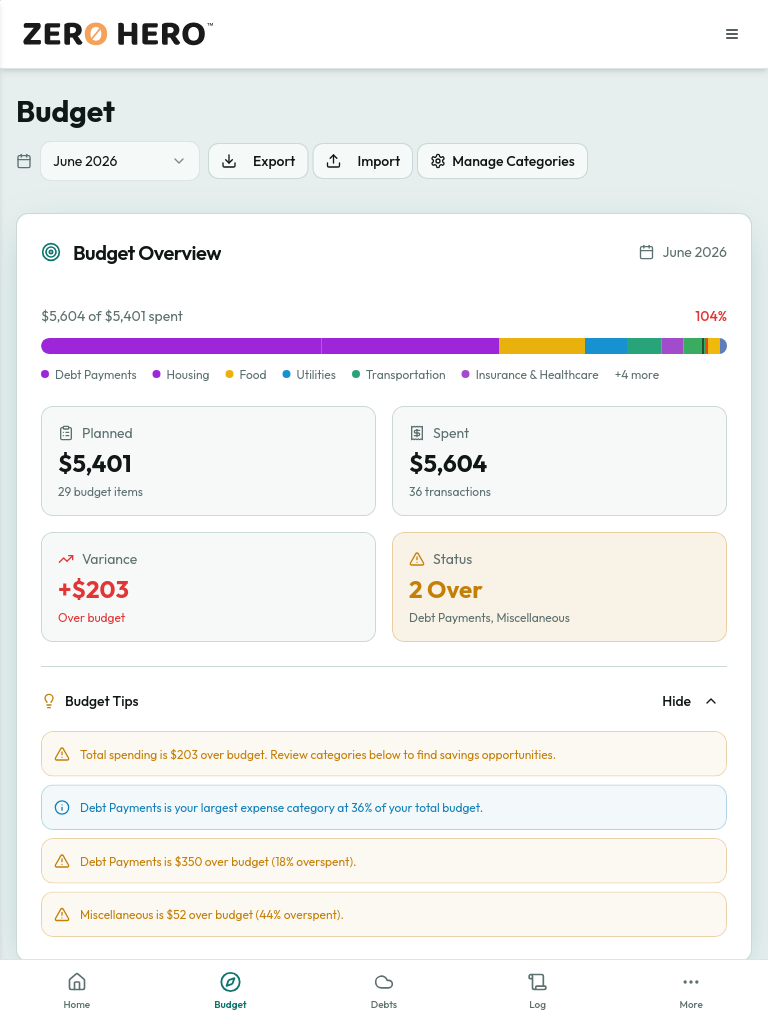 ZERO HERO™
Budget
June 2026
Export
Import
Manage Categories
Budget Overview
June 2026
$5,604 of $5,401 spent
104%
Debt Payments
Housing
Food
Utilities
Transportation
Insurance & Healthcare
+4 more
Planned
$5,401
29 budget items
Spent
$5,604
36 transactions
Variance
+$203
Over budget
Status
2 Over
Debt Payments, Miscellaneous
Budget Tips
Hide
Total spending is $203 over budget. Review categories below to find savings opportunities.
Debt Payments is your largest expense category at 36% of your total budget.
Debt Payments is $350 over budget (18% overspent).
Miscellaneous is $52 over budget (44% overspent).
Home
Budget
Debts
Log
More